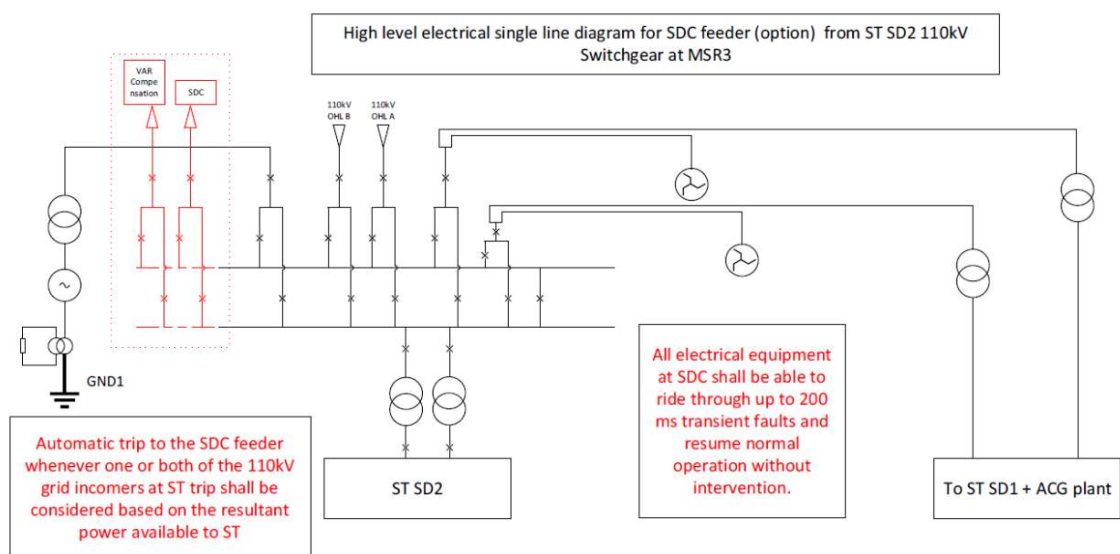 High level electrical single line diagram for SDC feeder (option) from ST SD2 110kV
Switchgear at MSR3
VAR
Compe
nsation
SDC
110kV
OHL B
110kV
OHL A
GND1
Automatic trip to the SDC feeder
whenever one or both of the 110kV
grid incomers at ST trip shall be
considered based on the resultant
power available to ST
ST SD2
All electrical equipment
at SDC shall be able to
ride through up to 200
ms transient faults and
resume normal
operation without
intervention.
To ST SD1 + ACG plant